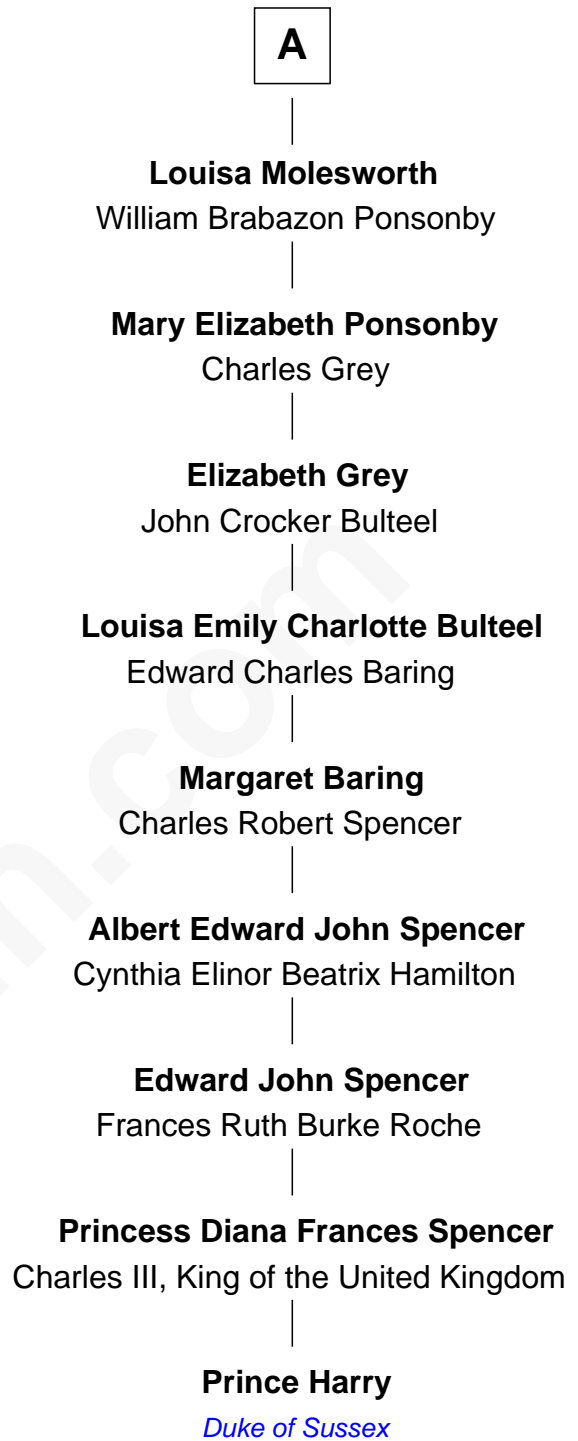 A
Louisa Molesworth
William Brabazon Ponsonby
Mary Elizabeth Ponsonby
Charles Grey
Elizabeth Grey
John Crocker Bulteel
Louisa Emily Charlotte Bulteel
Edward Charles Baring
Margaret Baring
Charles Robert Spencer
Albert Edward John Spencer
Cynthia Elinor Beatrix Hamilton
Edward John Spencer
Frances Ruth Burke Roche
Princess Diana Frances Spencer
Charles III, King of the United Kingdom
Prince Harry
Duke of Sussex